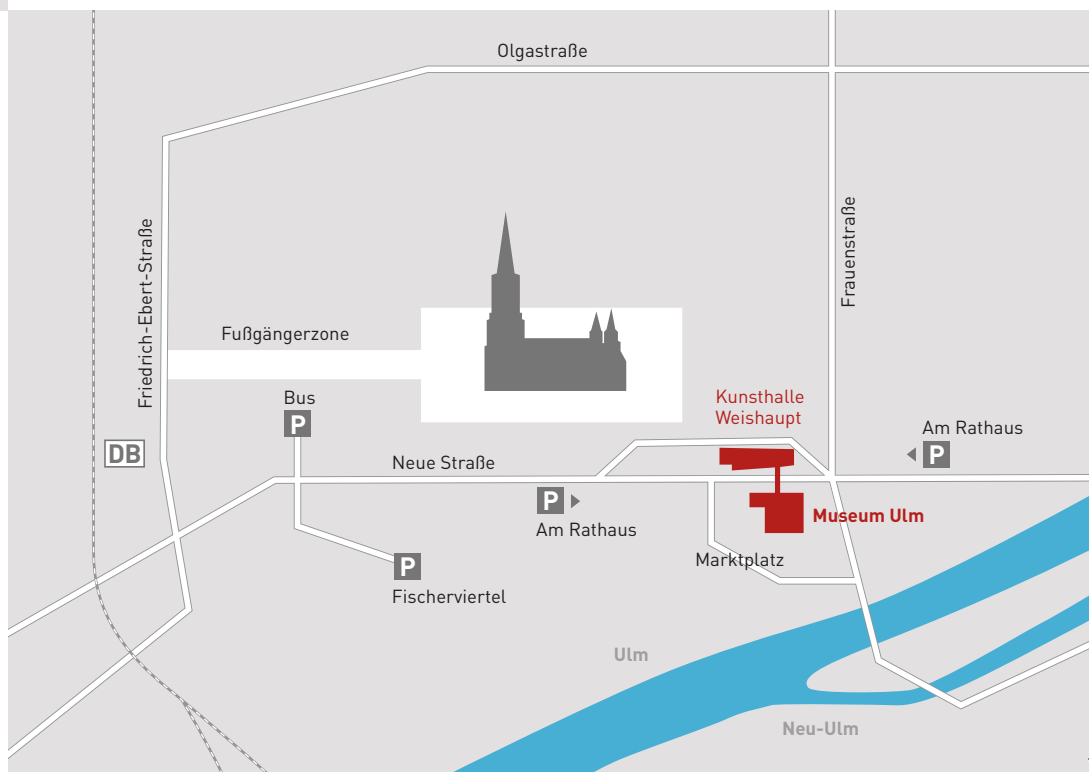 Olgastraße
Friedrich-Ebert-Straße
Frauenstraße
Fußgängerzone
Bus
P
Kunsthalle
Weishaupt
Am Rathaus
P
DB
Neue Straße
P
Am Rathaus
Museum Ulm
Marktplatz
P
Fischerviertel
Ulm
Neu-Ulm